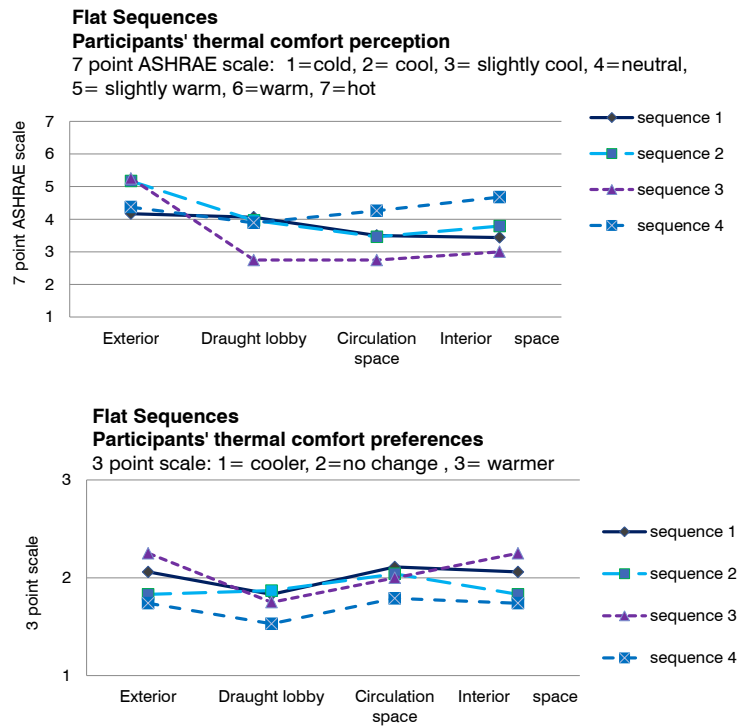 Flat Sequences
Participants' thermal comfort perception
7 point ASHRAE scale: 1=cold, 2= cool, 3= slightly cool, 4=neutral,
5= slightly warm, 6=warm, 7=hot
7 point ASHRAE scale
7
6
5
4
3
2
1
Exterior
Draught lobby
Circulation
space
Interior space
sequence 1
sequence 2
sequence 3
sequence 4
Flat Sequences
Participants' thermal comfort preferences
3 point scale: 1= cooler, 2=no change , 3= warmer
3 point scale
3
2
1
Exterior
Draught lobby
Circulation
space
Interior space
sequence 1
sequence 2
sequence 3
sequence 4